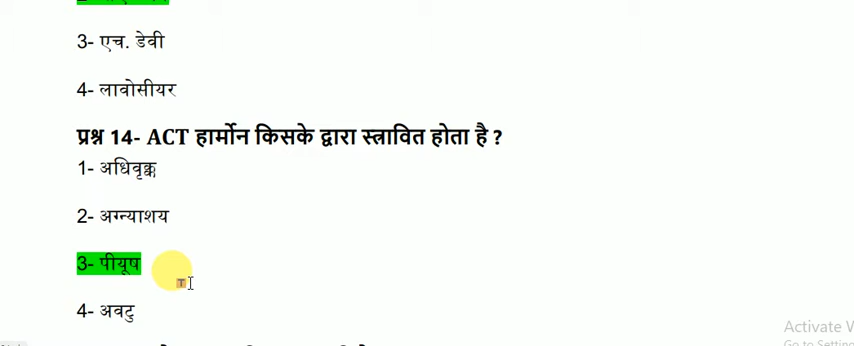 3- एच. डेवी
4- लावोसीयर
प्रश्न 14- ACT हार्मोन किसके द्वारा स्त्रावित होता है ?
1- अधिवृक्क
2- अग्न्याशय
3- पीयूष
4- अवटु
Activate